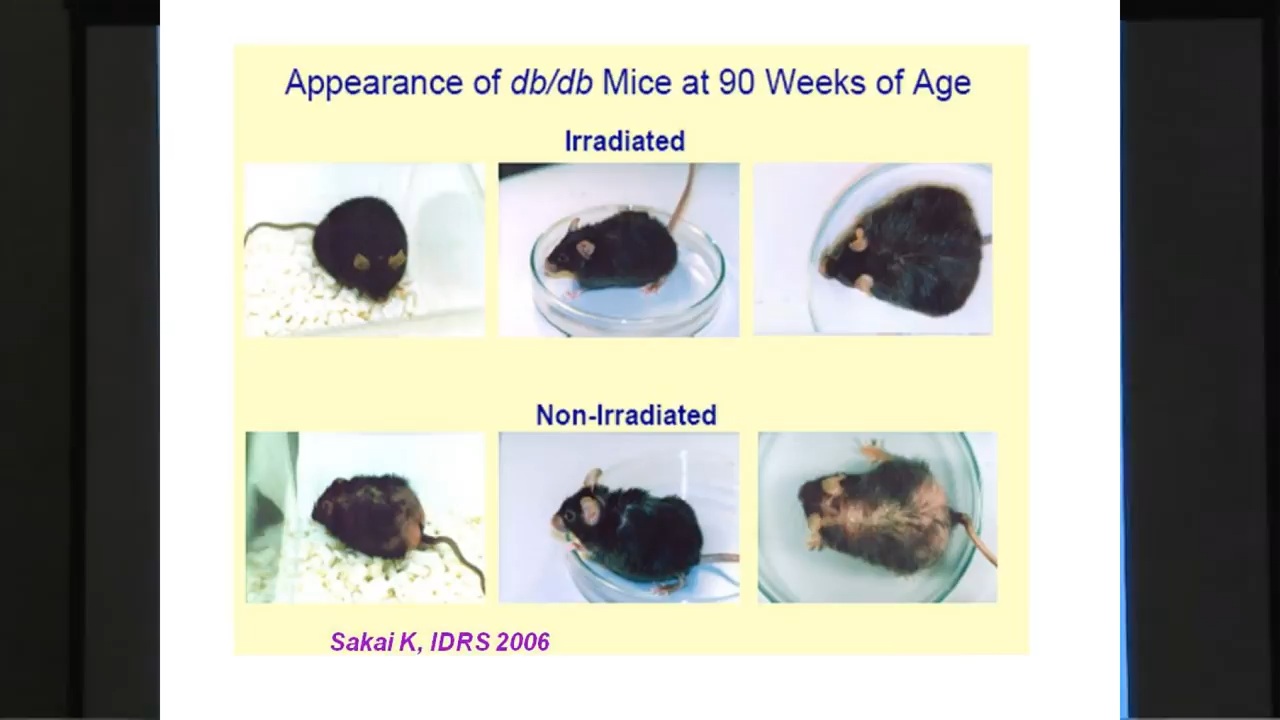 Appearance of db/db Mice at 90 Weeks of Age
Irradiated
Non-Irradiated
Sakai K, IDRS 2006